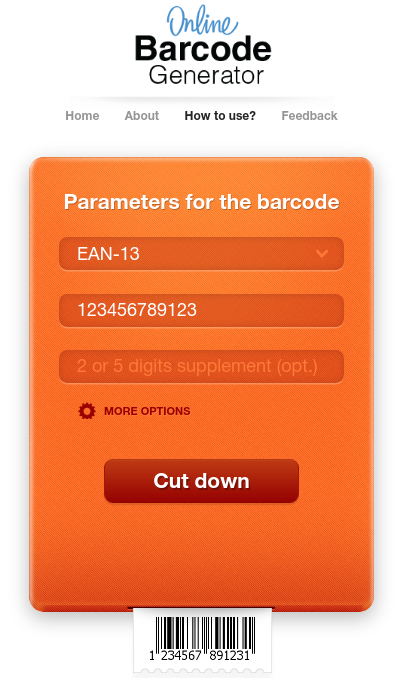 Online
Barcode
Generator
Home About How to use? Feedback
Parameters for the barcode
EAN-13
123456789123
2 or 5 digits supplement (opt.)
MORE OPTIONS
Cut down
1 234567 891231